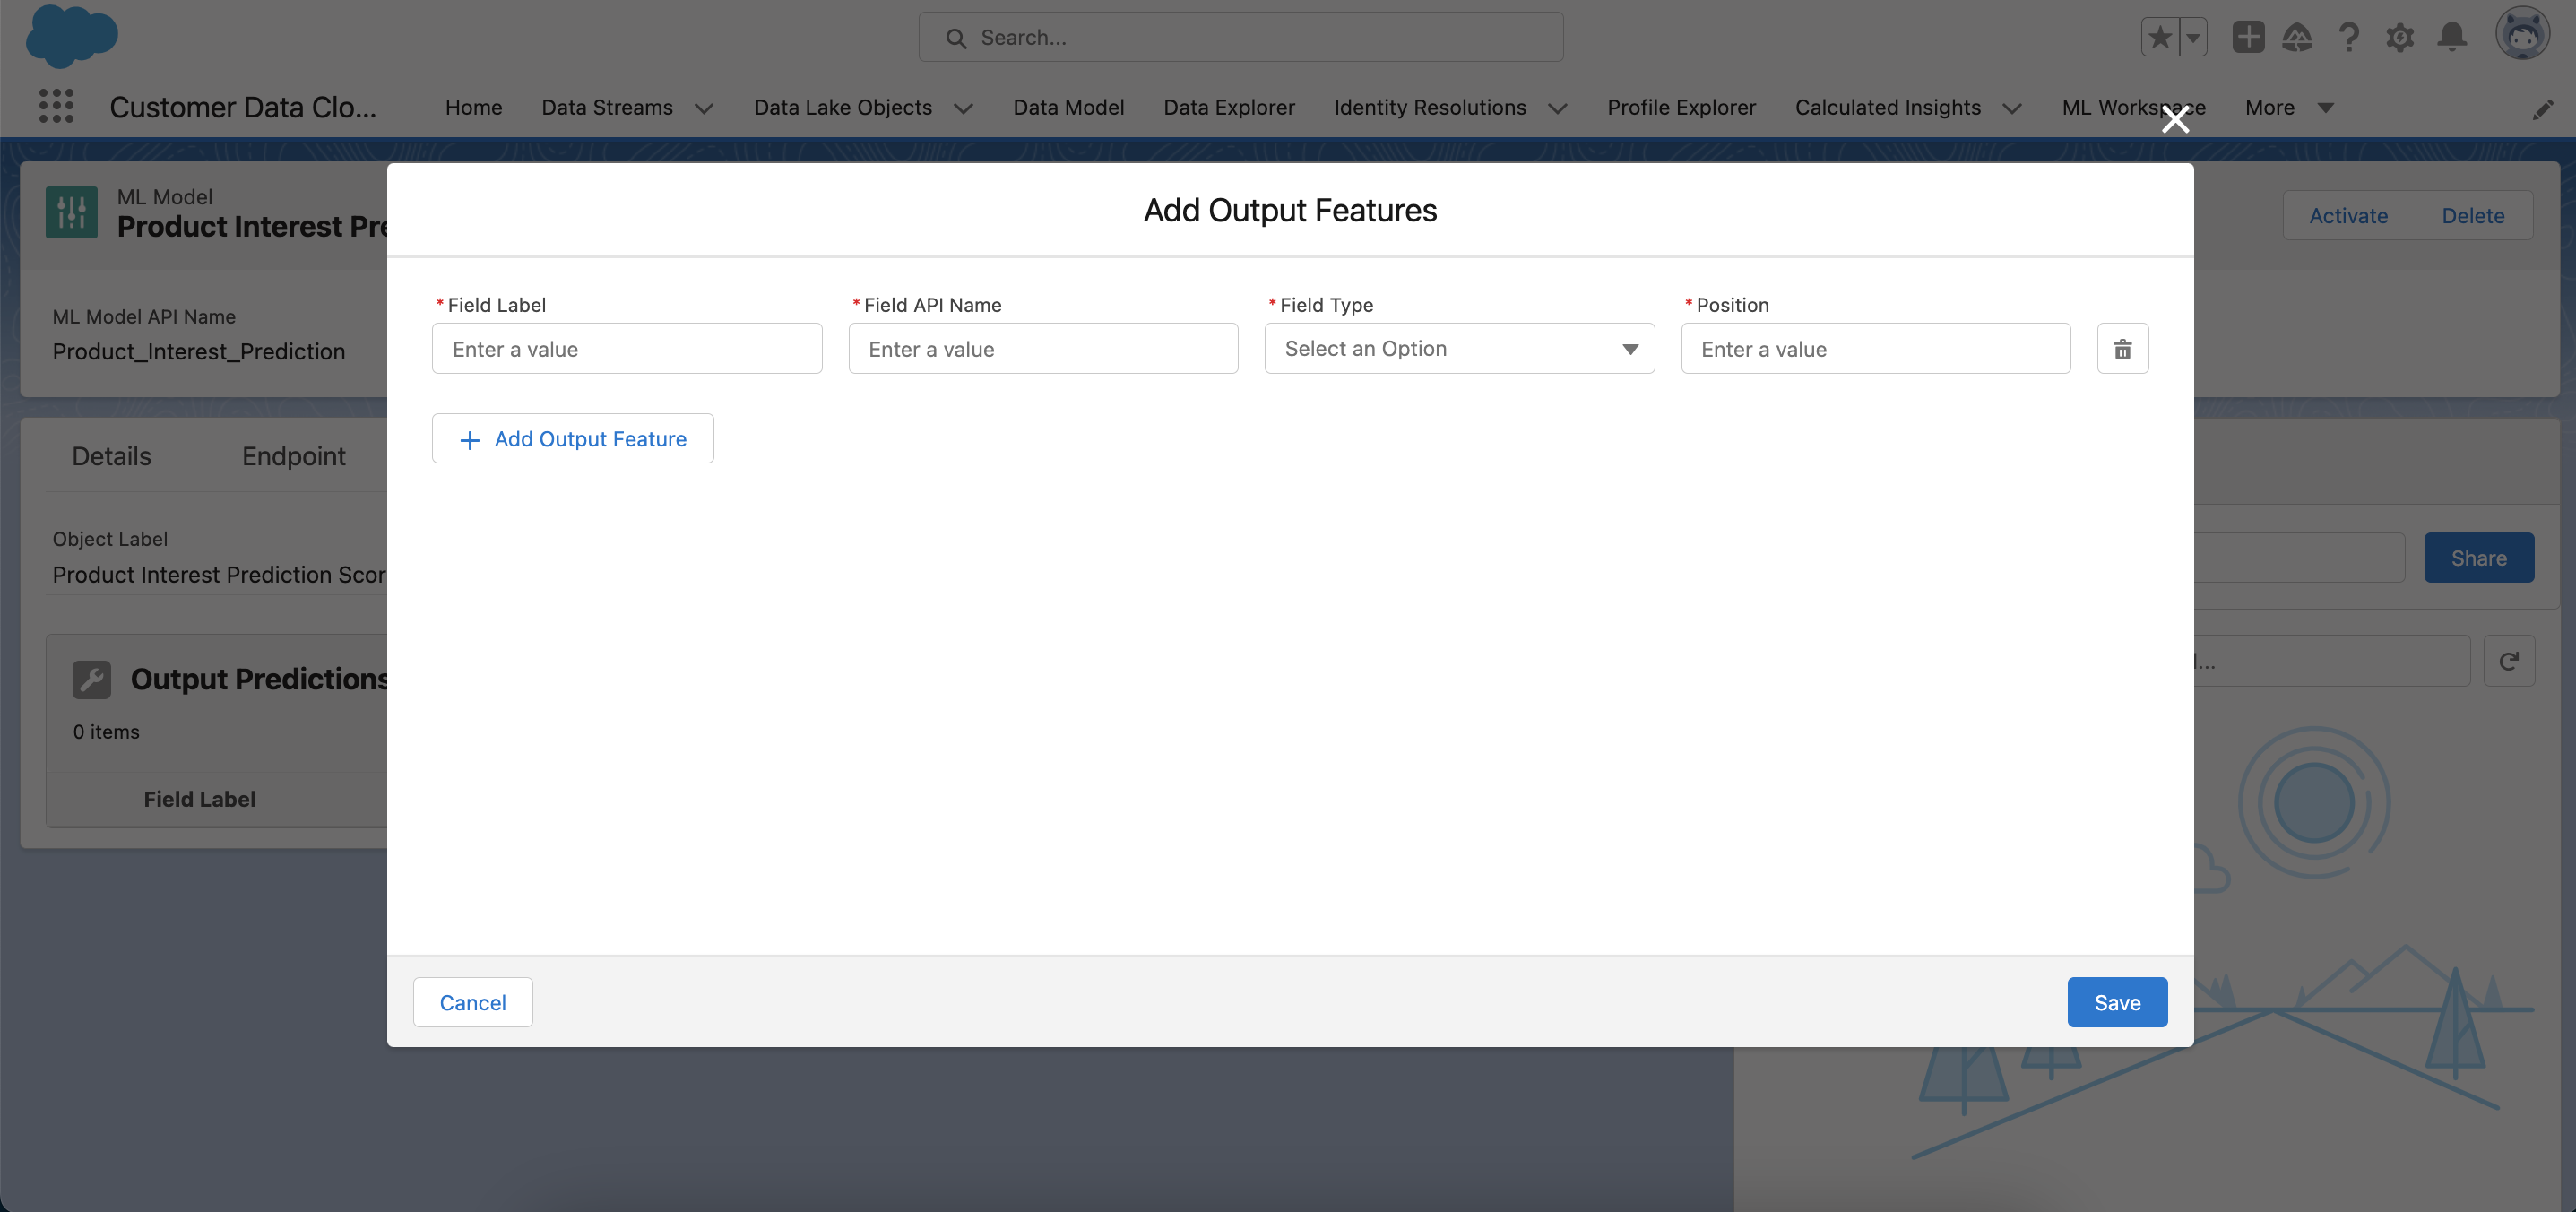 Search...
Customer Data Clo...
Home
Data Streams
Data Lake Objects
Data Model
Data Explorer
Identity Resolutions
Profile Explorer
Calculated Insights
ML Workspace
More
ML Model
Product Interest Pre
Activate
Delete
ML Model API Name
Product_Interest_Prediction
Details
Endpoint
Object Label
Product Interest Prediction Scor
Share
Output Predictions
0 items
Field Label
Add Output Features
* Field Label
* Field API Name
* Field Type
* Position
Enter a value
Enter a value
Select an Option
Enter a value
+ Add Output Feature
Cancel
Save